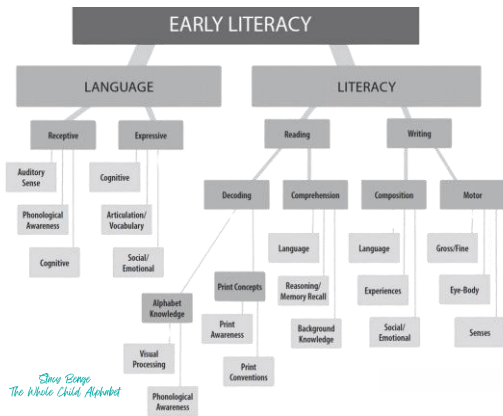 EARLY LITERACY
LANGUAGE
LITERACY
Receptive
Expressive
Reading
Writing
Auditory
Sense
Cognitive
Decoding
Comprehension
Composition
Motor
Phonological
Awareness
Articulation/
Vocabulary
Language
Language
Gross/Fine
Cognitive
Social/
Emotional
Alphabet
Knowledge
Print Concepts
Reasoning/
Memory Recall
Experiences
Eye-Body
Print
Awareness
Background
Knowledge
Social/
Emotional
Senses
Visual
Processing
Print
Conventions
Phonological
Awareness
Stacy Benge
The Whole Child Alphabet